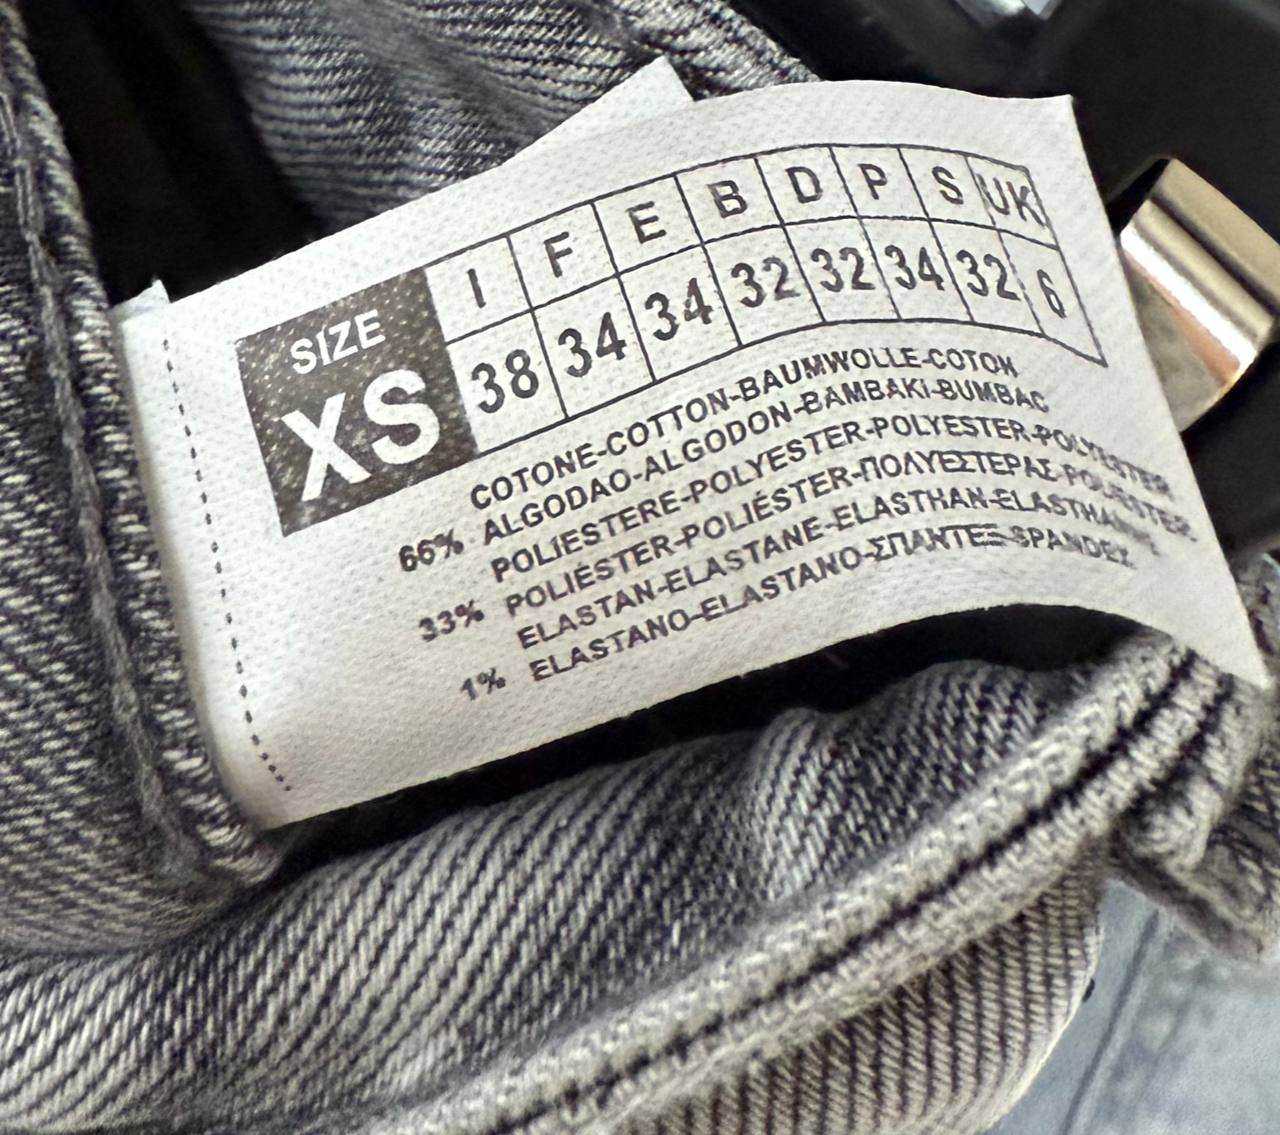 SIZE
XS
I F E B D P S UK
38 34 34 32 32 34 32 6
COTONE-COTTON-BAUMWOLLE-COTON
66% ALGODAO-ALGODON-BAMBAKI-BUMBAC
POLIESTERE-POLYESTER-POLYESTER-POLYESTER
33% POLIÉSTER-POLIÉSTER-ΠΟΛΥΕΣΤΕΡΑΣ-POLIESTER
ELASTAN-ELASTANE-ELASTHAN-ELASTHANNE
1% ELASTANO-ELASTANO-ΣΠΑΝΤΕΞ-SPANDEX